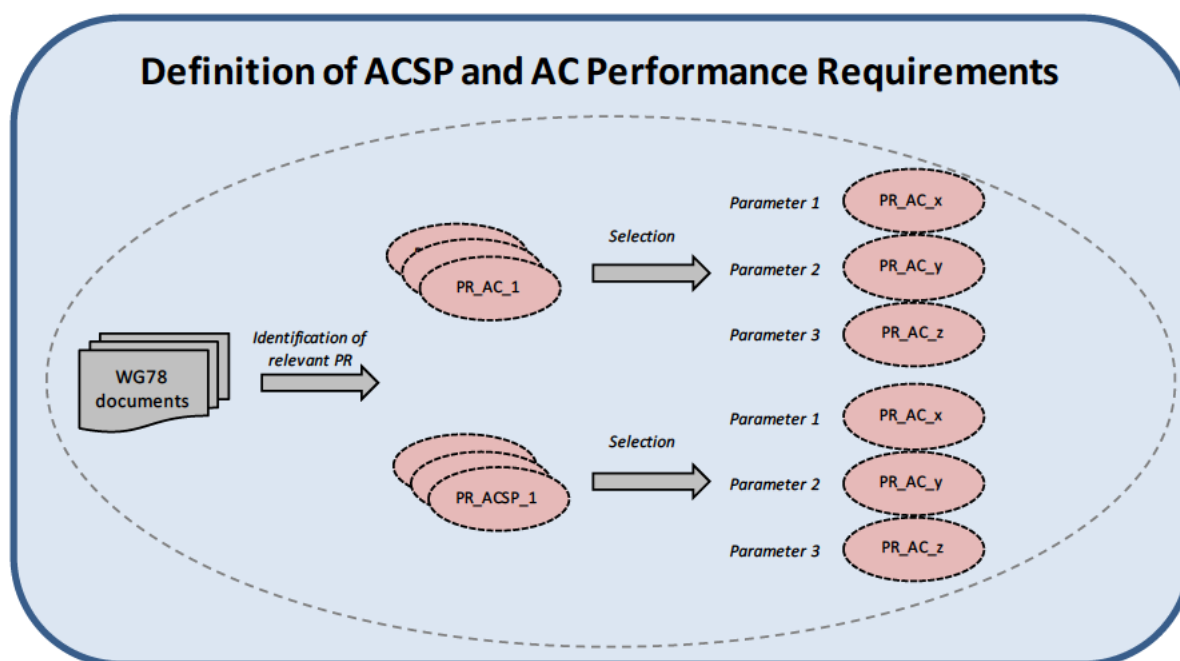 Definition of ACSP and AC Performance Requirements
Parameter 1
PR_AC_x
Selection
Parameter 2
PR_AC_y
PR_AC_1
Parameter 3
PR_AC_z
Identification of
relevant PR
WG78
documents
Parameter 1
PR_AC_x
Selection
Parameter 2
PR_AC_y
PR_ACSP_1
Parameter 3
PR_AC_z